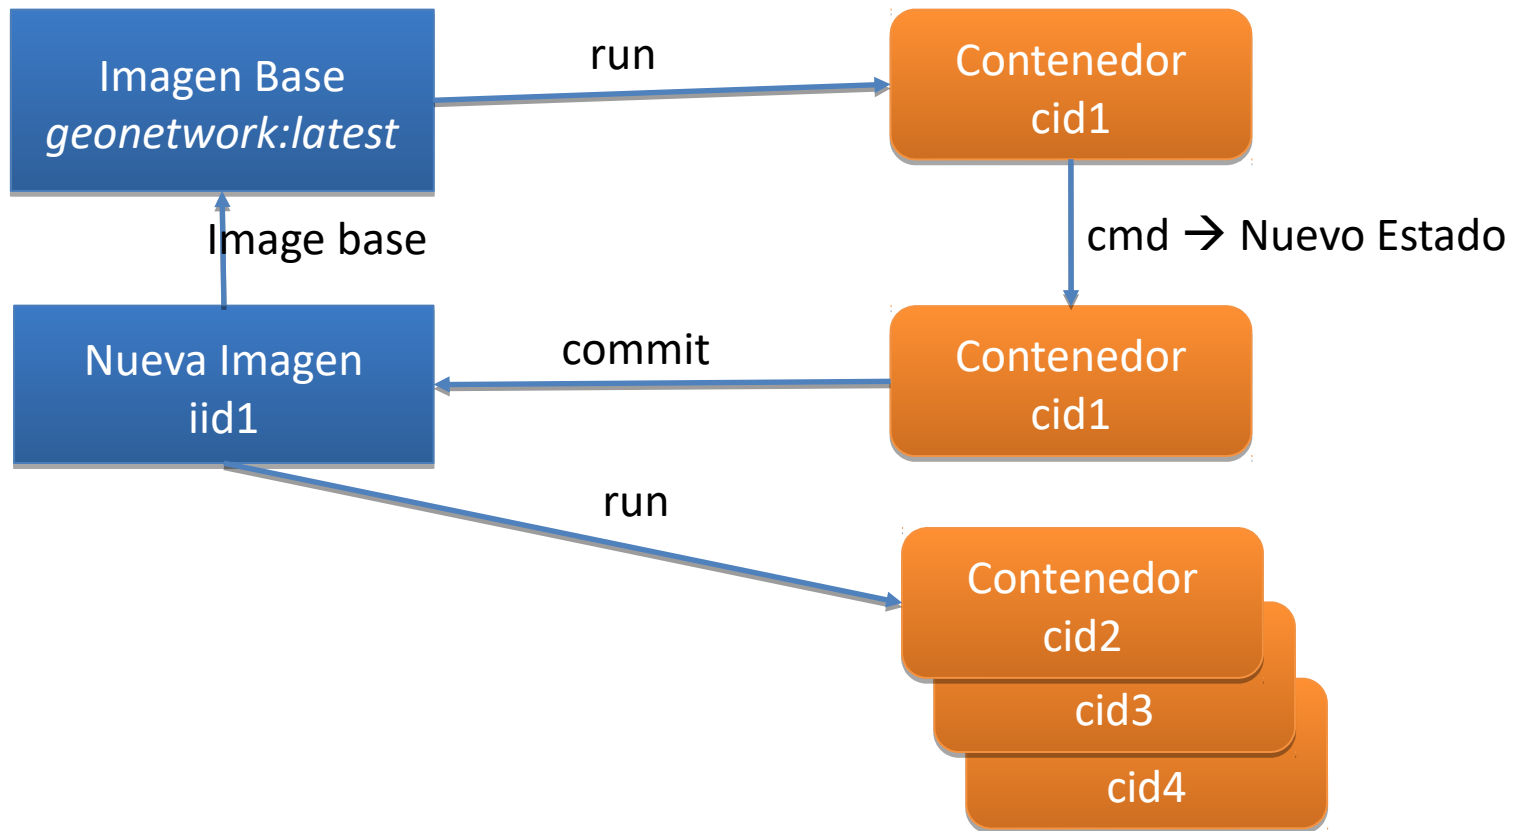 Imagen Base
geonetwork:latest
run
Contenedor
cid1
Image base
cmd → Nuevo Estado
Nueva Imagen
iid1
commit
Contenedor
cid1
run
Contenedor
cid2
cid3
cid4